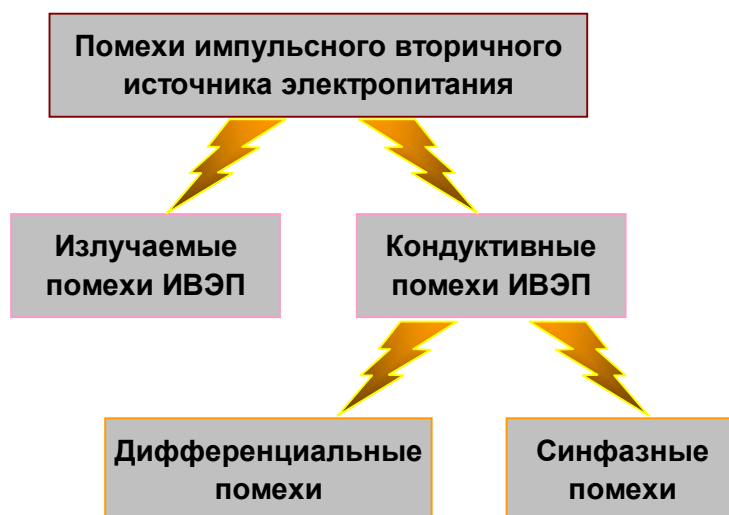 Помехи импульсного вторичного
источника электропитания
Излучаемые
помехи ИВЭП
Кондуктивные
помехи ИВЭП
Дифференциальные
помехи
Синфазные
помехи